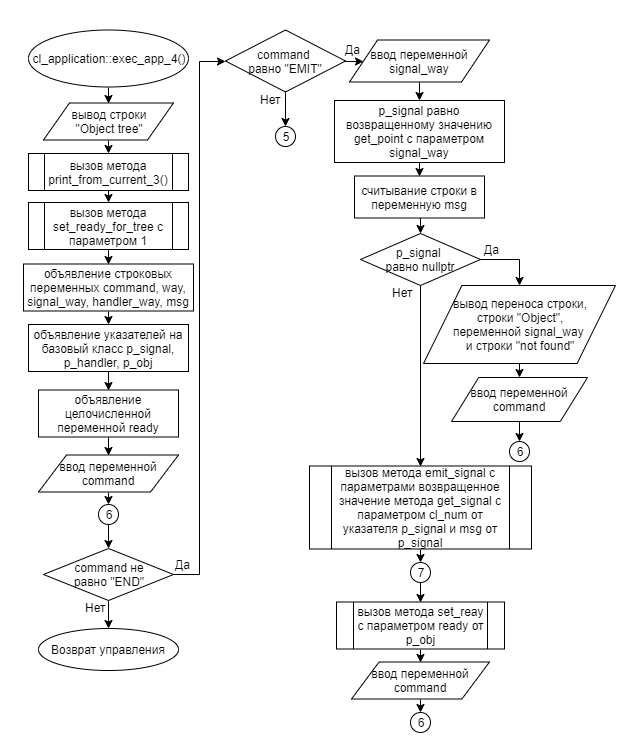 cl_application::exec_app_4()
вывод строки
"Object tree"
вызов метода
print_from_current_3()
вызов метода
set_ready_for_tree с
параметром 1
объявление строковых
переменных command, way,
signal_way, handler_way, msg
объявление указателей на
базовый класс p_signal,
p_handler, p_obj
объявление
целочисленной
переменной ready
ввод переменной
command
6
command не
равно "END"
Да
Нет
Возврат управления
command
равно "EMIT"
Да
Нет
5
ввод переменной
signal_way
p_signal равно
возвращенному значению
get_point с параметром
signal_way
считывание строки в
переменную msg
p_signal
равно nullptr
Да
Нет
вывод переноса строки,
строки "Object",
переменной signal_way
и строки "not found"
ввод переменной
command
6
вызов метода emit_signal с
параметрами возвращенное
значение метода get_signal с
параметром cl_num от
указателя p_signal и msg от
p_signal
7
вызов метода set_reay
с параметром ready от
p_obj
ввод переменной
command
6